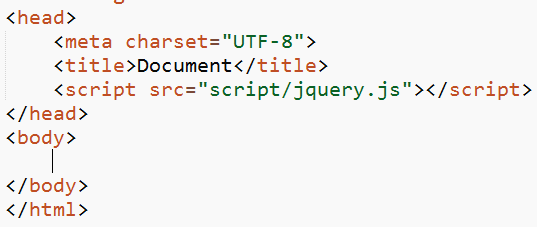 <head>
    <meta charset="UTF-8">
    <title>Document</title>
    <script src="script/jquery.js"></script>
</head>
<body>
</body>
</html>